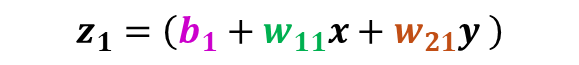 z₁ = (b₁ + w₁₁x + w₂₁y )